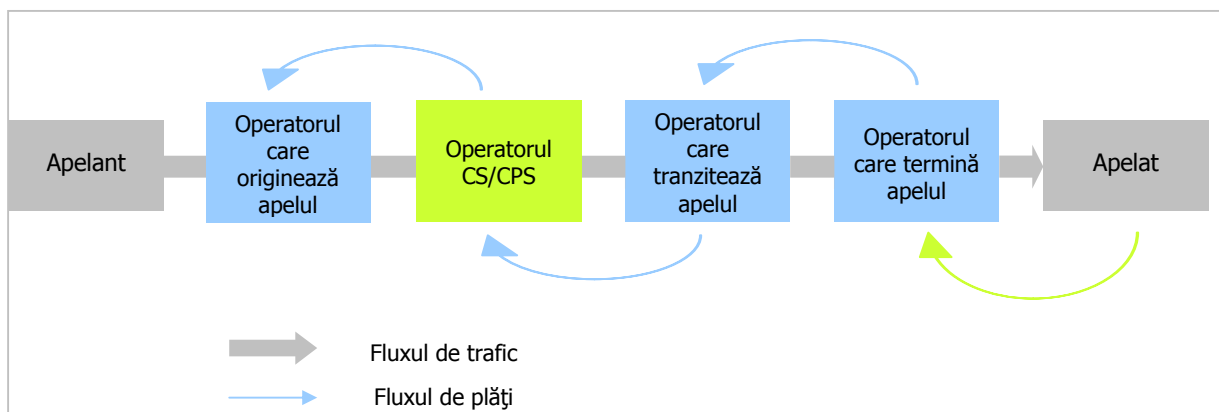 Apelant
Operatorul
care
originează
apelul
Operatorul
CS/CPS
Operatorul
care
tranzitează
apelul
Operatorul
care termină
apelul
Apelat
Fluxul de trafic
Fluxul de plăţi